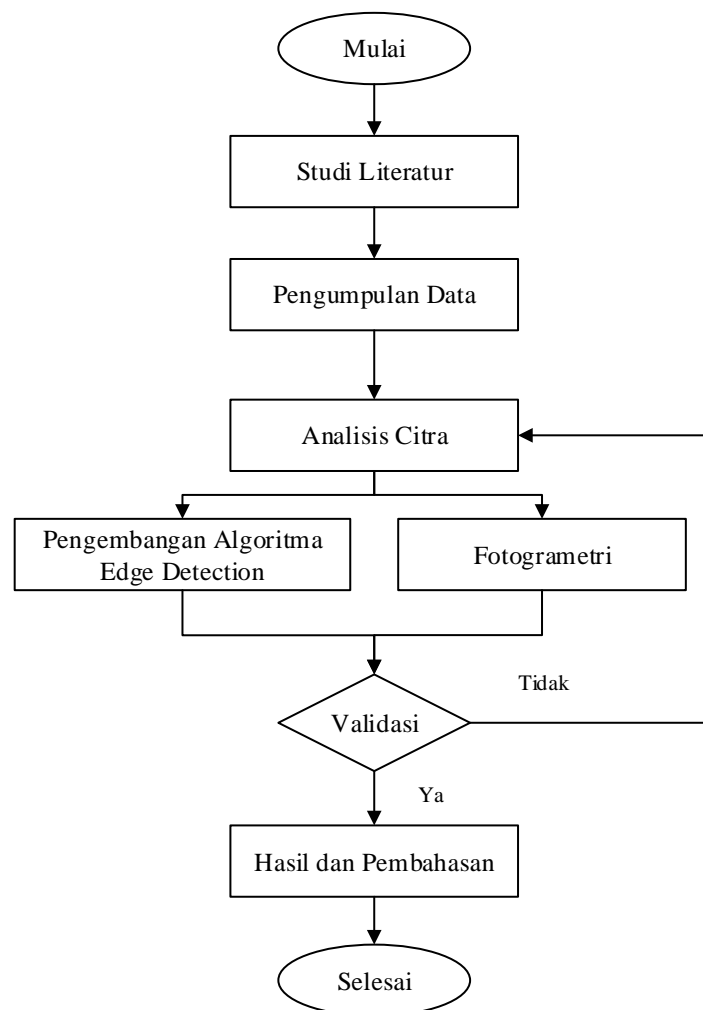 Mulai
Studi Literatur
Pengumpulan Data
Analisis Citra
Pengembangan Algoritma
Edge Detection
Fotogrametri
Tidak
Validasi
Ya
Hasil dan Pembahasan
Selesai